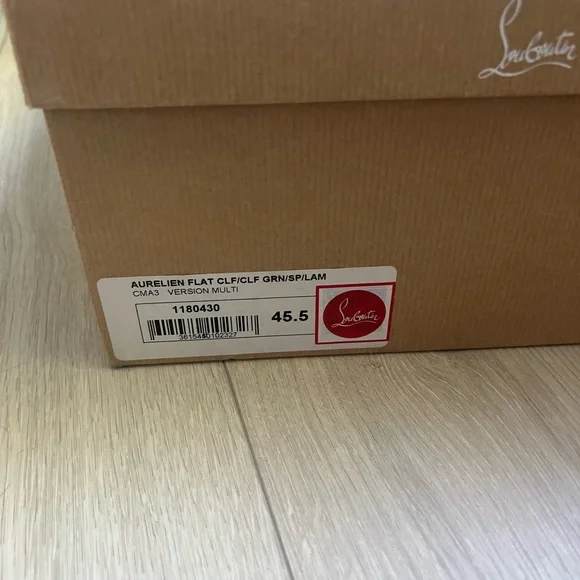 Louboutin
AURELIEN FLAT CLF/CLF GRN/SP/LAM
CMA3 VERSION MULTI
1180430
45.5
Louboutin